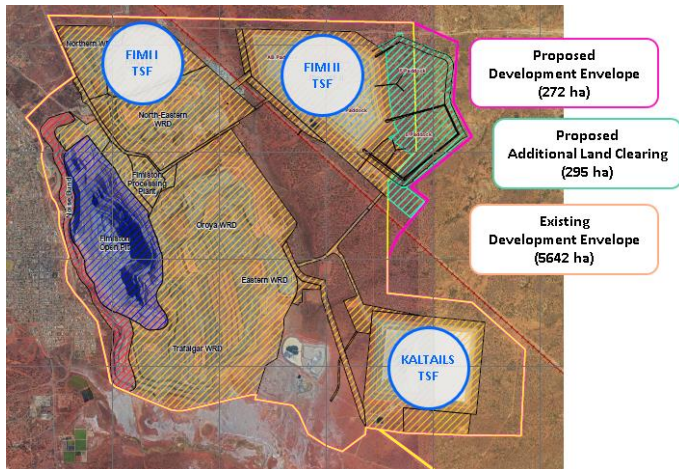 Northern W
FIMI I
TSF
FIMI II
TSF
North-Eastern
WRD
Fimiston
Processing
Plant
Fimiston
Open Pit
Oroya WRD
Eastern WRD
Trafalgar WRD
KALTAILS
TSF
Proposed
Development Envelope
(272 ha)
Proposed
Additional Land Clearing
(295 ha)
Existing
Development Envelope
(5642 ha)